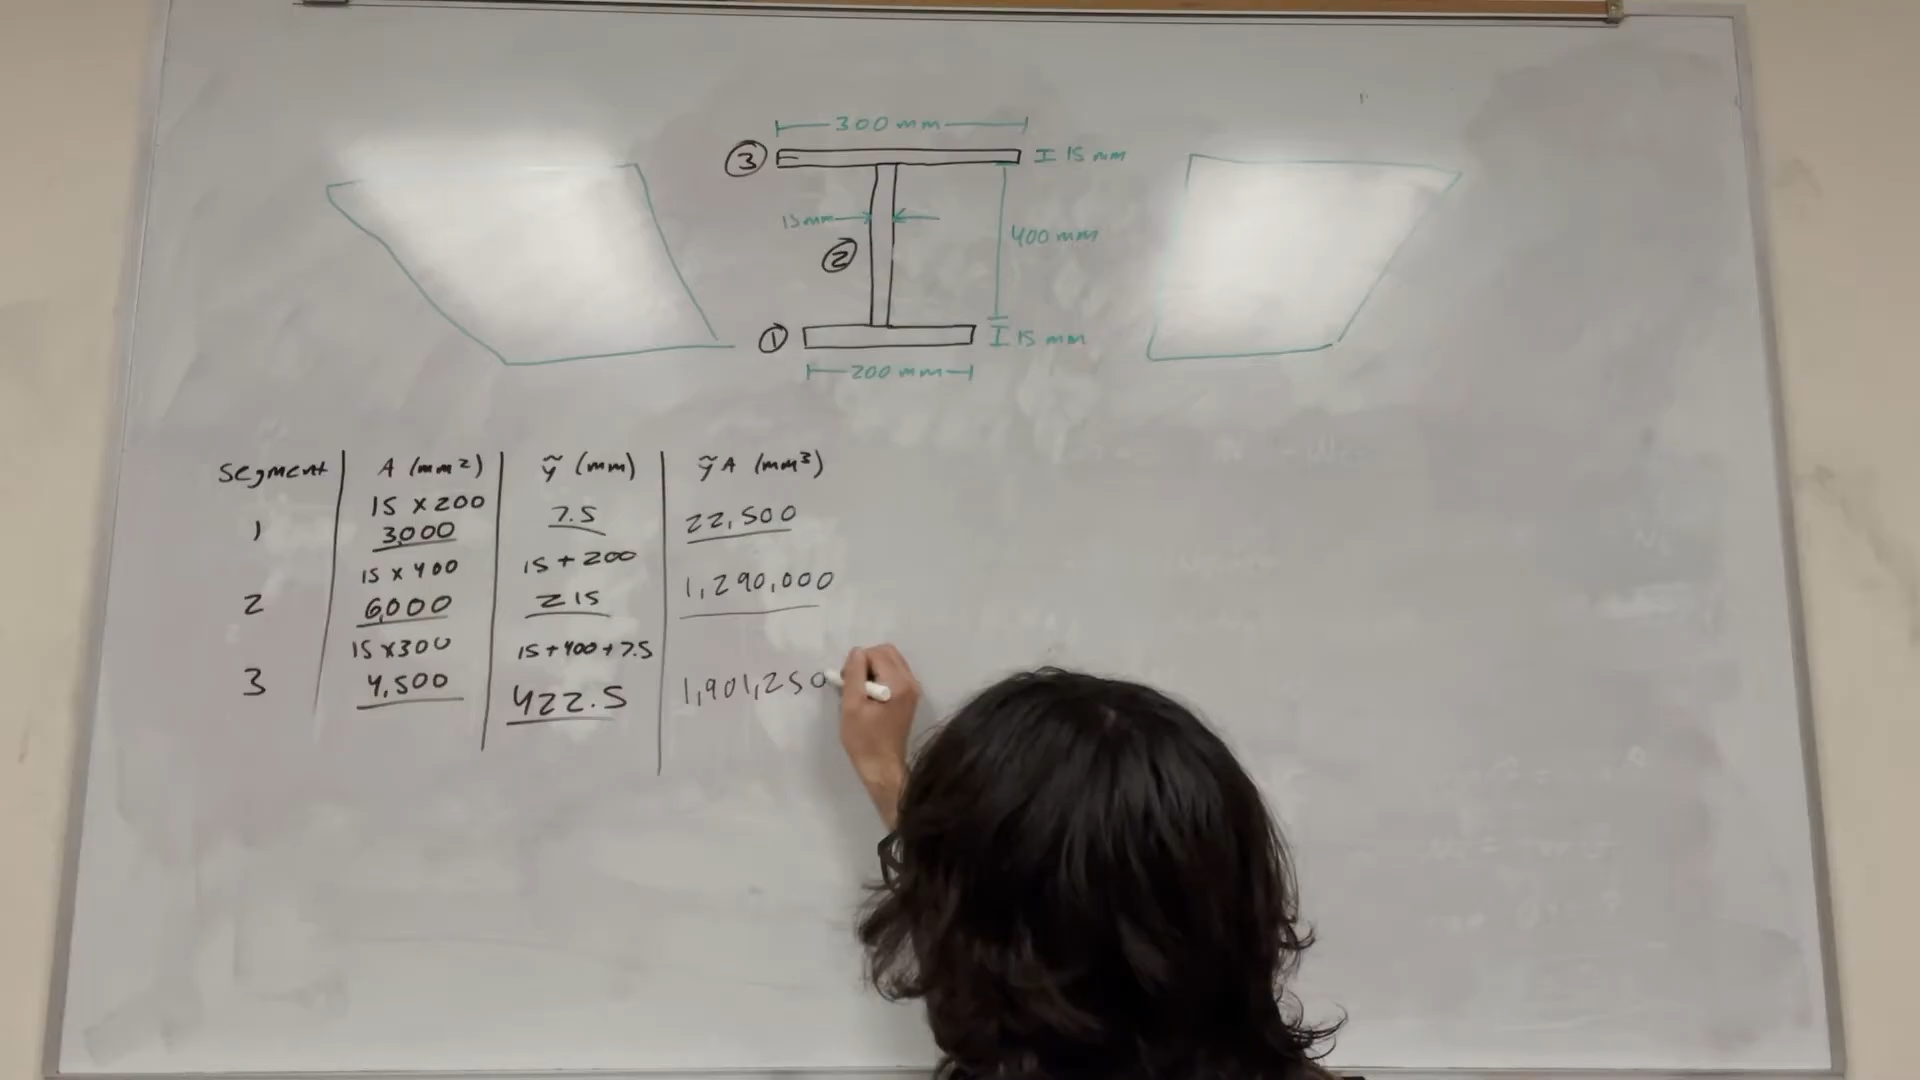 300 mm
③
I 15 mm
15 mm
400 mm
②
①
I 15 mm
200 mm
Segment | A (mm²) | ỹ (mm) | ỹA (mm³)
15 × 200
1 | 3,000 | 7.5 | 22,500
15 × 400 | 15 + 200
2 | 6,000 | 215 | 1,290,000
15 × 300 | 15 + 400 + 7.5
3 | 4,500 | 422.5 | 1,901,250